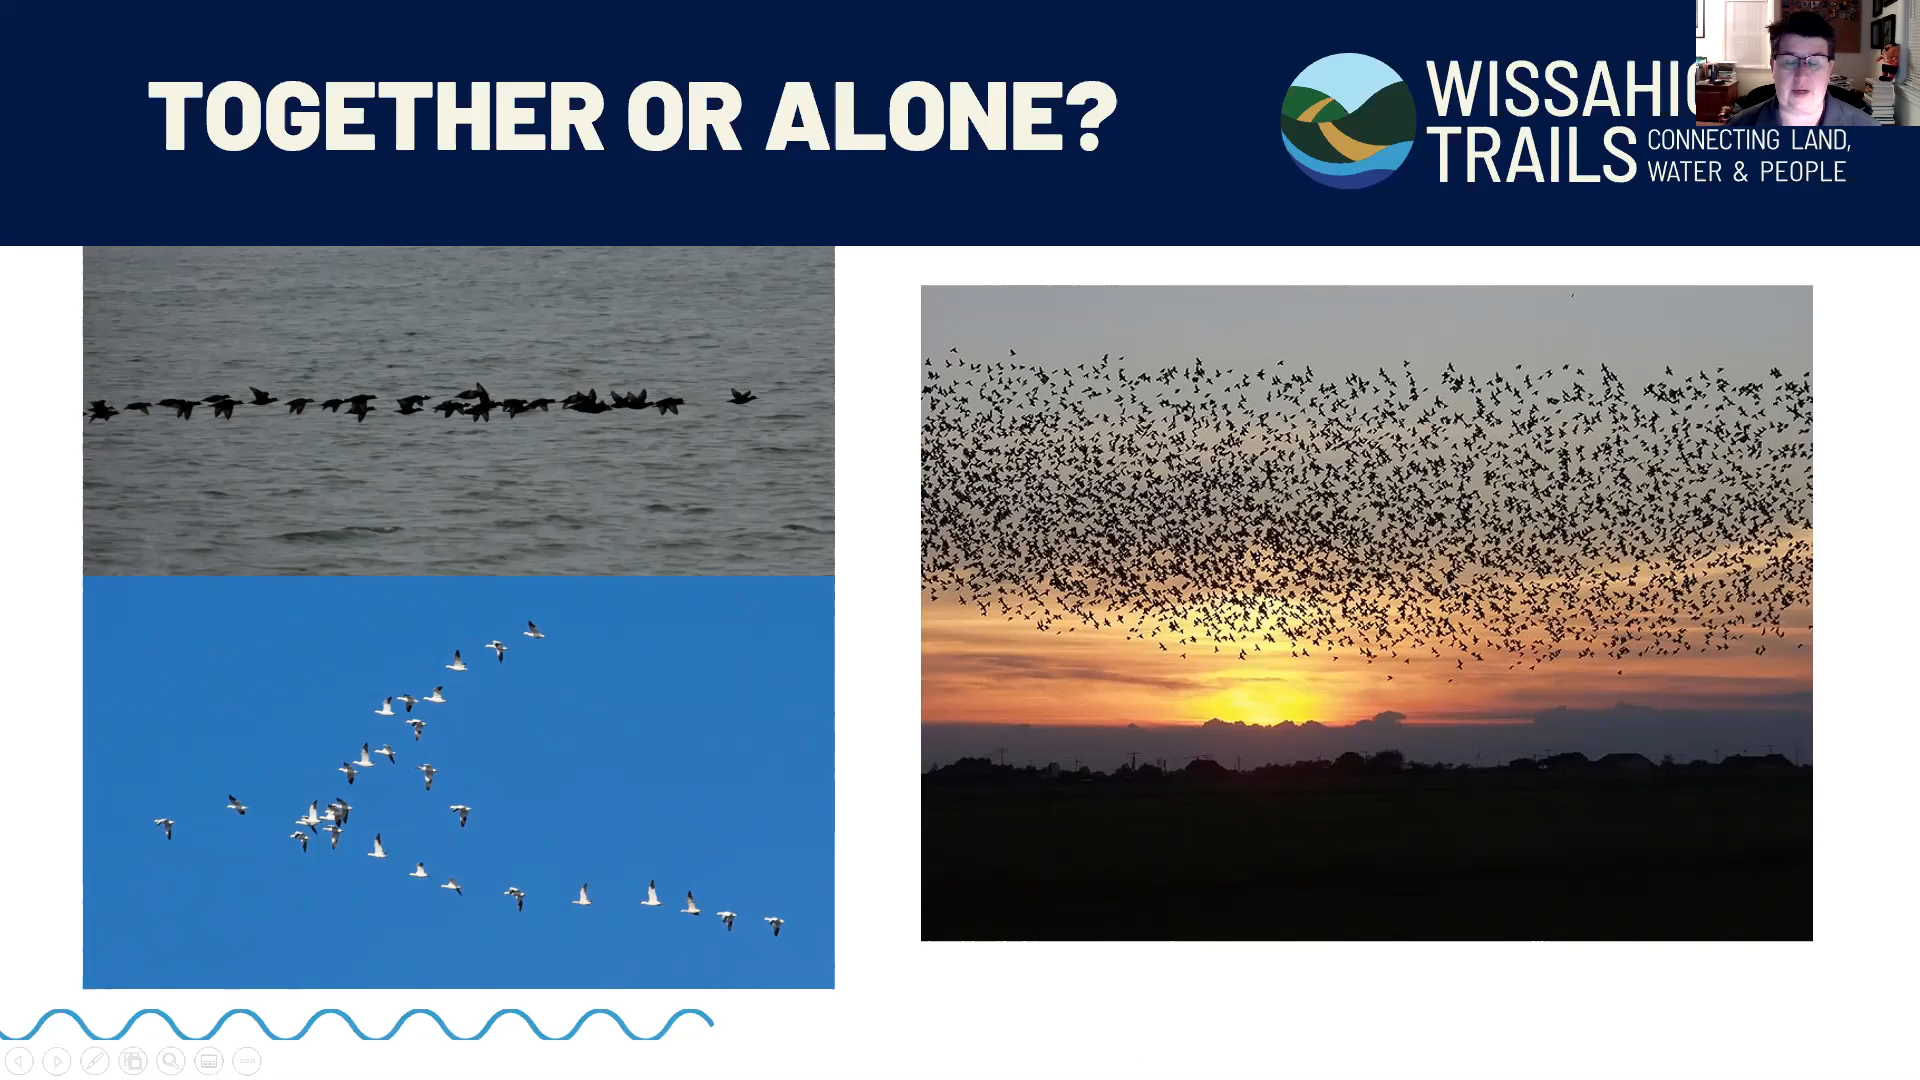 TOGETHER OR ALONE?
WISSAHIC
TRAILS
CONNECTING LAND,
WATER & PEOPLE